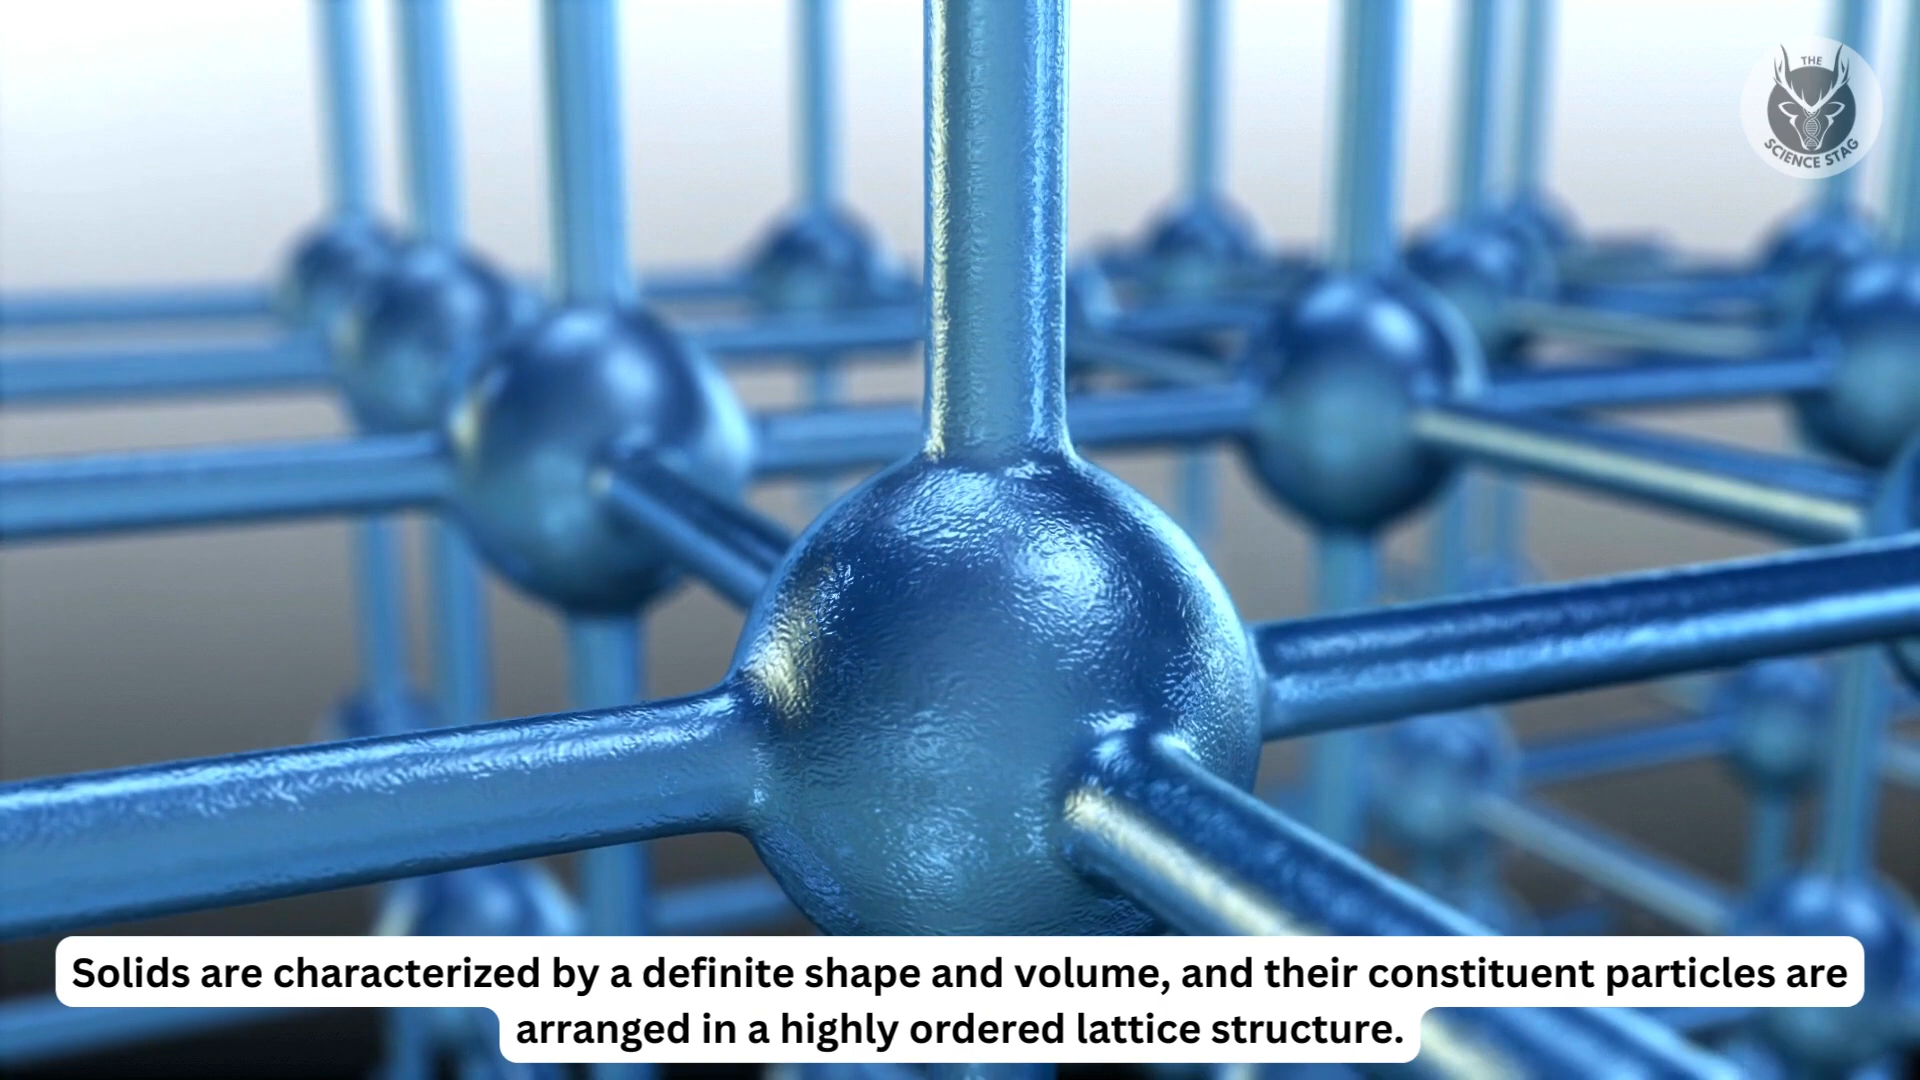 THE
SCIENCE STAG
Solids are characterized by a definite shape and volume, and their constituent particles are
arranged in a highly ordered lattice structure.